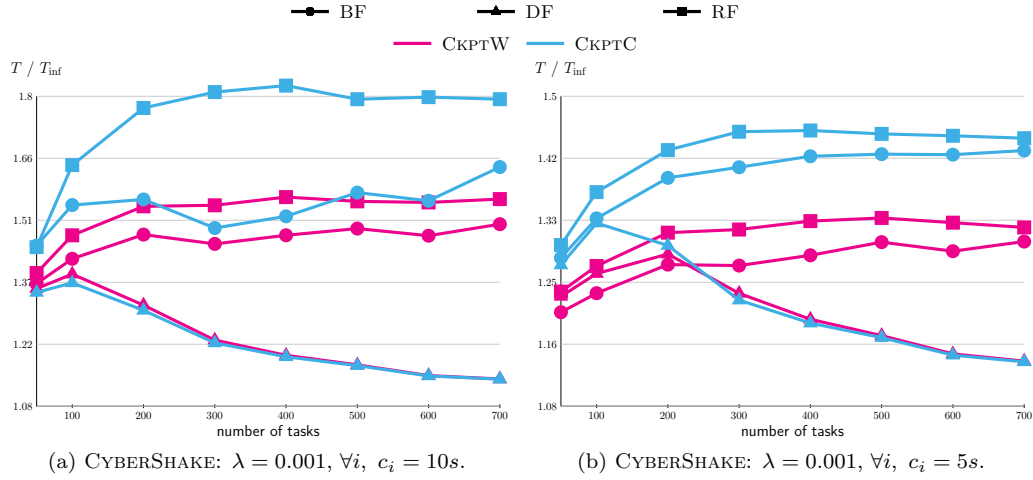 BF DF RF
CKPTW CKPTC
T / T_inf
1.8
1.66
1.51
1.37
1.22
1.08
100 200 300 400 500 600 700
number of tasks
(a) CYBERSHAKE: λ = 0.001, ∀i, c_i = 10s.
T / T_inf
1.5
1.42
1.33
1.25
1.16
1.08
100 200 300 400 500 600 700
number of tasks
(b) CYBERSHAKE: λ = 0.001, ∀i, c_i = 5s.